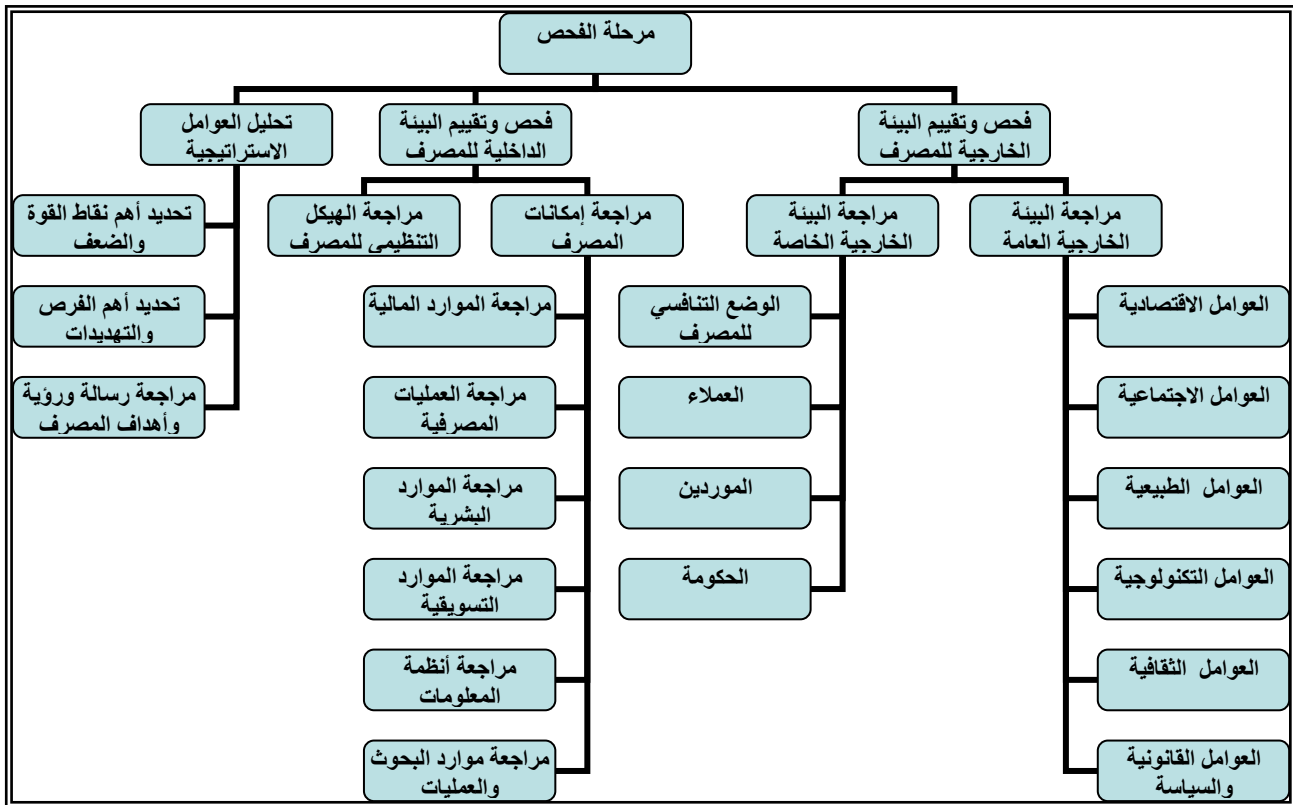 مرحلة الفحص
فحص وتقييم البيئة
الخارجية للمصرف
فحص وتقييم البيئة
الداخلية للمصرف
تحليل العوامل
الاستراتيجية
مراجعة البيئة
الخارجية العامة
مراجعة البيئة
الخارجية الخاصة
مراجعة إمكانات
المصرف
مراجعة الهيكل
التنظيمي للمصرف
تحديد أهم نقاط القوة
والضعف
العوامل الاقتصادية
الوضع التنافسي
للمصرف
مراجعة الموارد المالية
تحديد أهم الفرص
والتهديدات
العوامل الاجتماعية
العملاء
مراجعة العمليات
المصرفية
مراجعة رسالة ورؤية
وأهداف المصرف
العوامل الطبيعية
الموردين
مراجعة الموارد
البشرية
العوامل التكنولوجية
الحكومة
مراجعة الموارد
التسويقية
العوامل الثقافية
مراجعة أنظمة
المعلومات
العوامل القانونية
والسياسة
مراجعة موارد البحوث
والعمليات